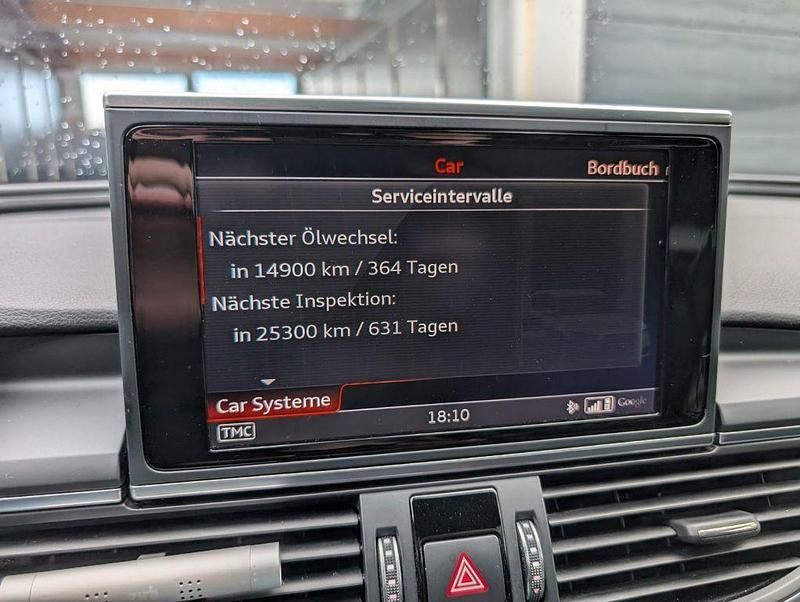 Car
Bordbuch
Serviceintervalle
Nächster Ölwechsel:
in 14900 km / 364 Tagen
Nächste Inspektion:
in 25300 km / 631 Tagen
Car Systeme
TMC
18:10
Google